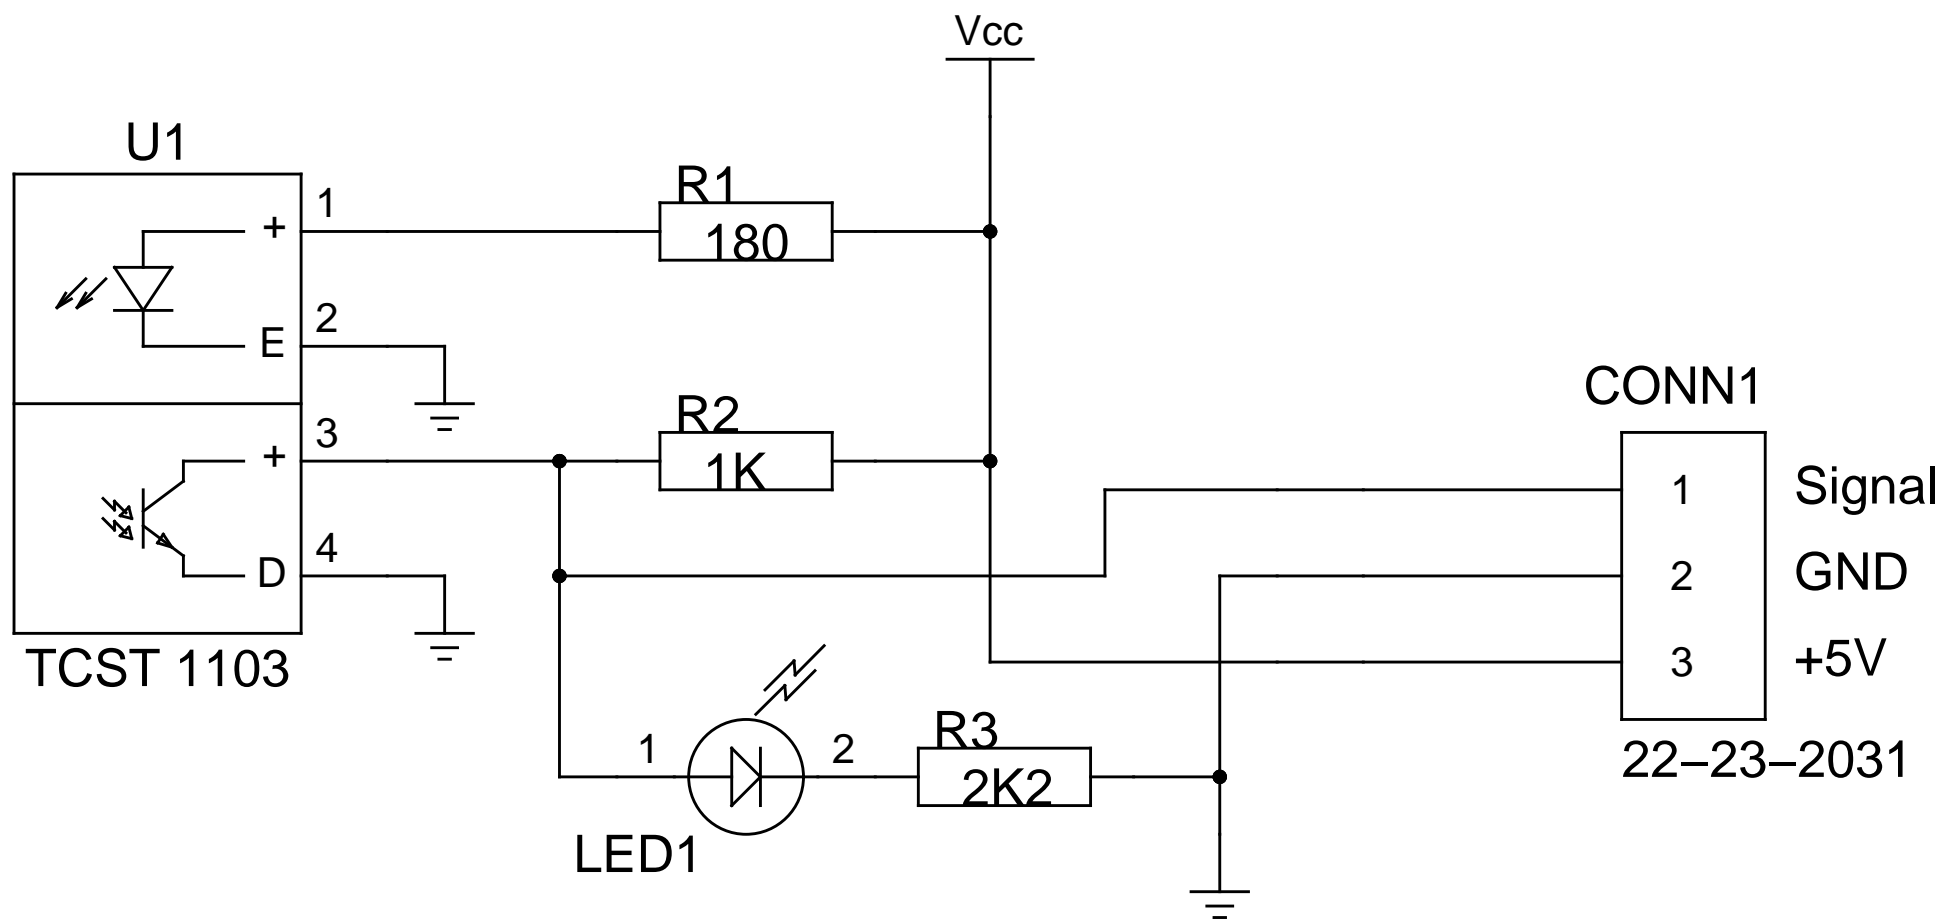 Vcc
U1
+ 1
R1
180
E 2
+ 3
R2
1K
D 4
TCST 1103
CONN1
1 Signal
2 GND
3 +5V
22–23–2031
1 2
LED1
R3
2K2